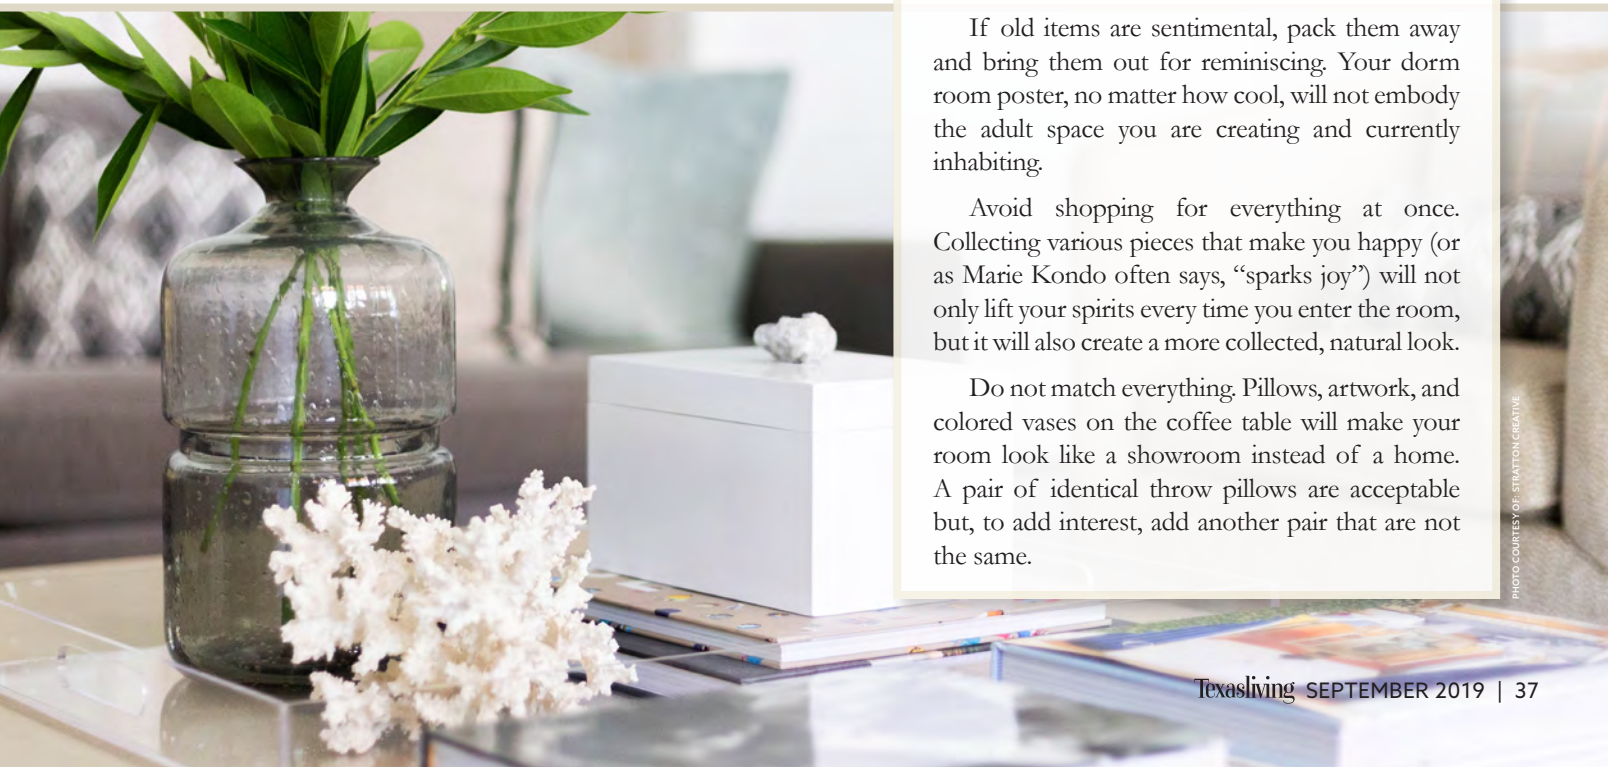 If old items are sentimental, pack them away
and bring them out for reminiscing. Your dorm
room poster, no matter how cool, will not embody
the adult space you are creating and currently
inhabiting.
Avoid shopping for everything at once.
Collecting various pieces that make you happy (or
as Marie Kondo often says, “sparks joy”) will not
only lift your spirits every time you enter the room,
but it will also create a more collected, natural look.
Do not match everything. Pillows, artwork, and
colored vases on the coffee table will make your
room look like a showroom instead of a home.
A pair of identical throw pillows are acceptable
but, to add interest, add another pair that are not
the same.
PHOTO COURTESY OF: STRATTON CREATIVE
Texasliving SEPTEMBER 2019 | 37